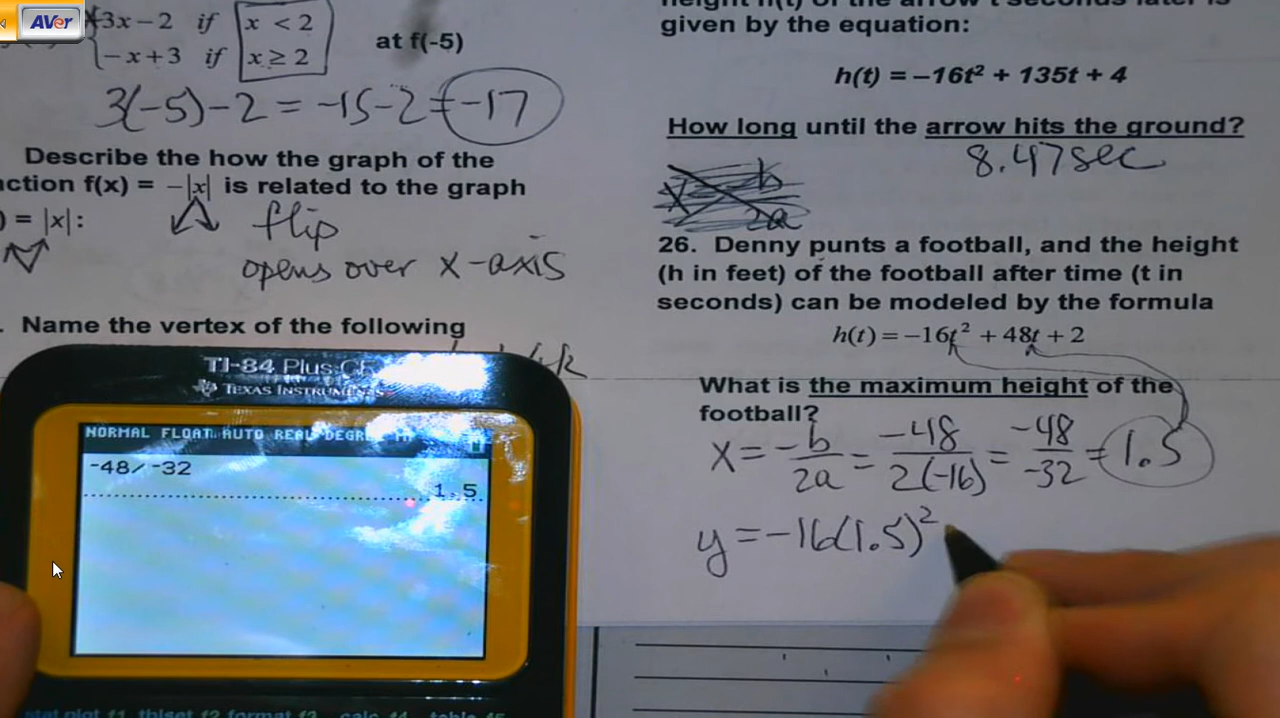 AVer
3x – 2 if x < 2
–x + 3 if x ≥ 2
at f(-5)
3(-5) - 2 = -15 - 2 = -17
Describe the how the graph of the
f(x) = –|x| is related to the graph
= |x|:
flip
opens over x-axis
Name the vertex of the following
TI-84 Plus
TEXAS INSTRUMENTS
NORMAL FLOAT AUTO REAL DEGREE MP
-48/-32
1.5
given by the equation:
h(t) = –16t² + 135t + 4
How long until the arrow hits the ground?
8.47sec
x = -b
2a
26. Denny punts a football, and the height
(h in feet) of the football after time (t in
seconds) can be modeled by the formula
h(t) = –16t² + 48t + 2
What is the maximum height of the
football?
x = -b/2a = -48/2(-16) = -48/-32 = 1.5
y = -16(1.5)²